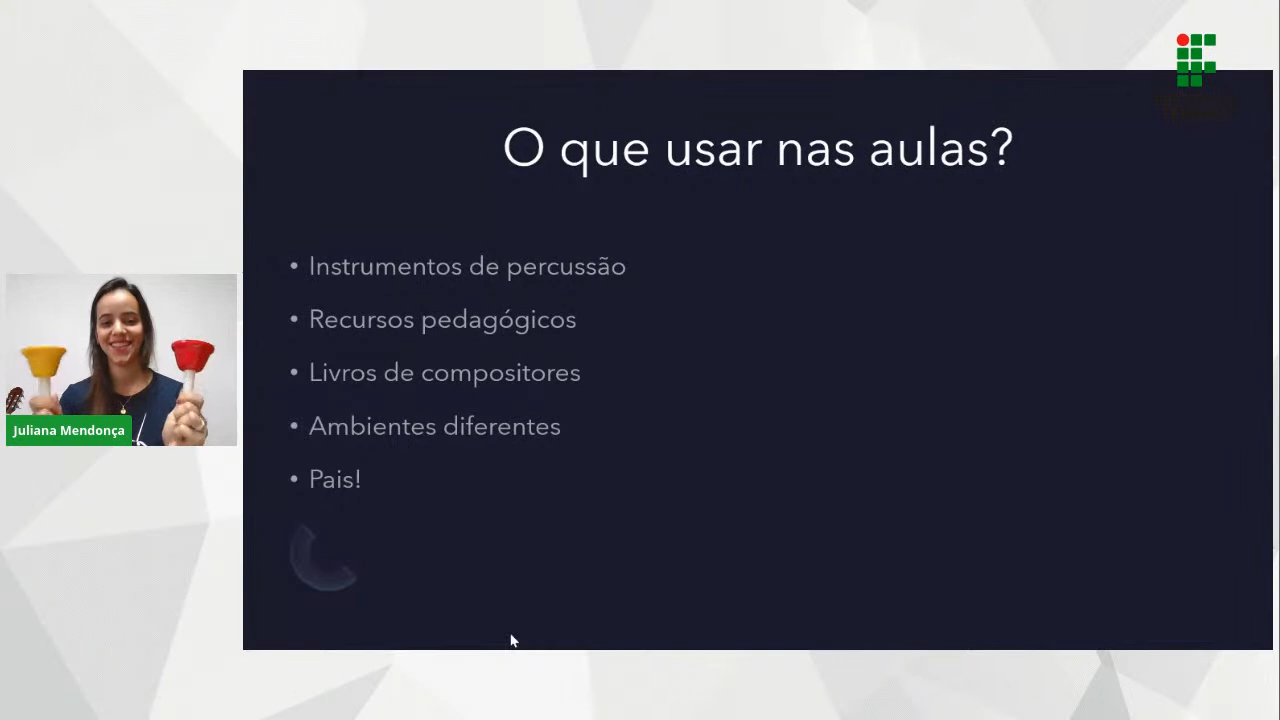 O que usar nas aulas?
• Instrumentos de percussão
• Recursos pedagógicos
• Livros de compositores
• Ambientes diferentes
• Pais!
Juliana Mendonça